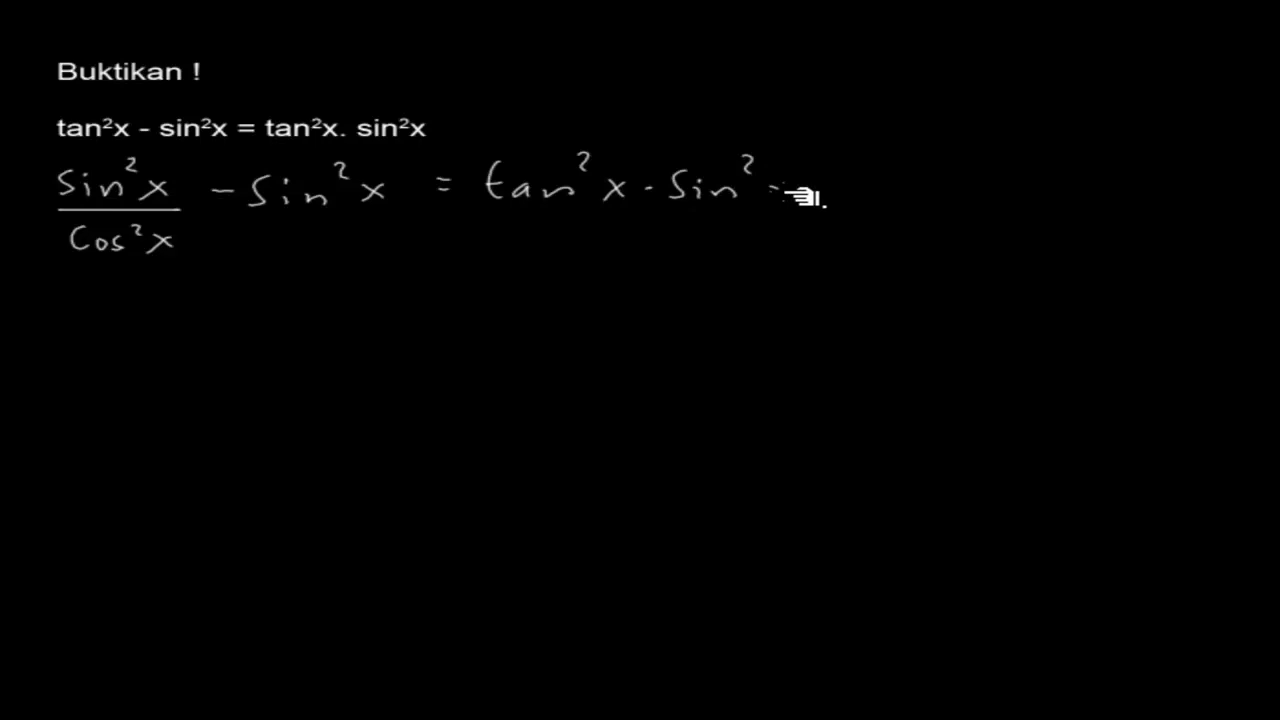 Buktikan !
tan²x - sin²x = tan²x. sin²x
sin²x/cos²x - sin²x = tan²x . sin²